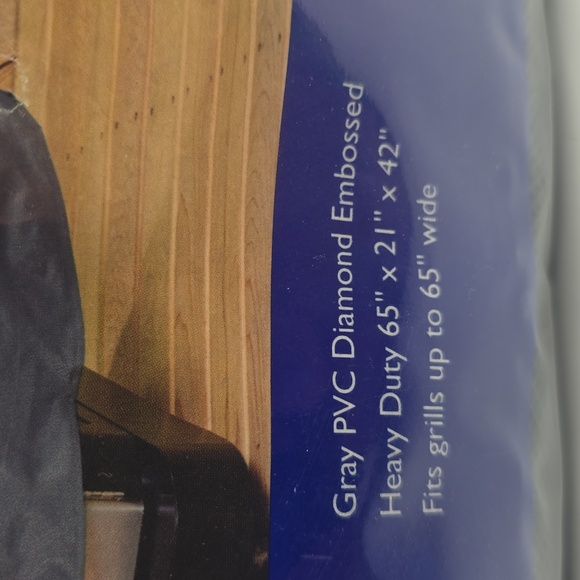 Gray PVC Diamond Embossed
Heavy Duty 65" x 21" x 42"
Fits grills up to 65" wide